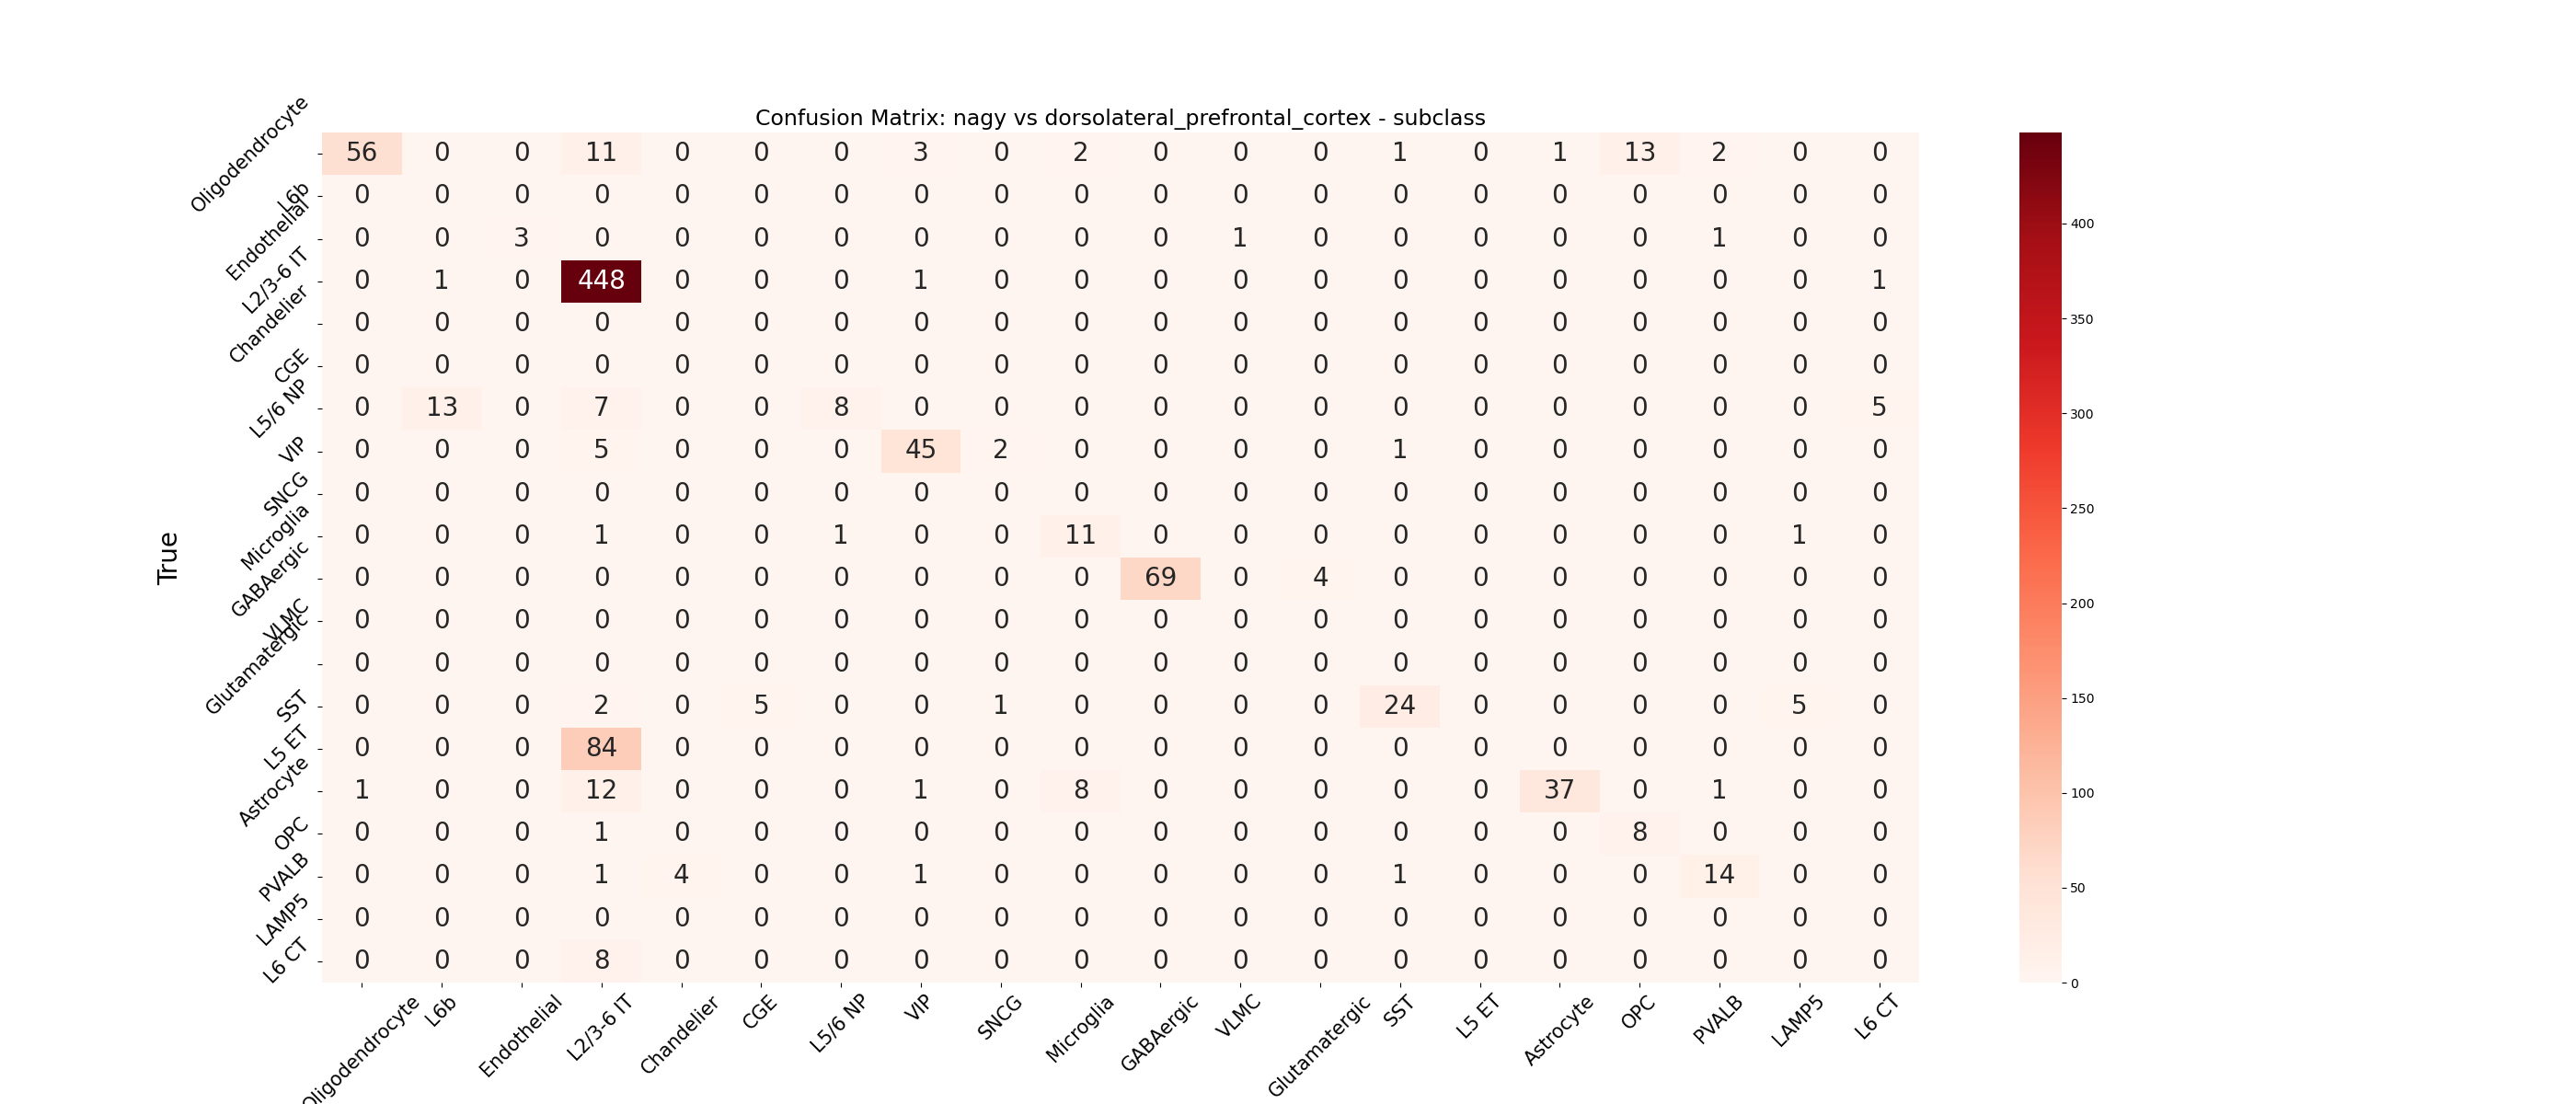 Confusion Matrix: nagy vs dorsolateral_prefrontal_cortex - subclass
True
Oligodendrocyte 56 0 0 11 0 0 0 3 0 2 0 0 0 1 0 1 13 2 0 0
L6b 0 0 0 0 0 0 0 0 0 0 0 0 0 0 0 0 0 0 0 0
Endothelial 0 0 3 0 0 0 0 0 0 0 0 1 0 0 0 0 0 1 0 0
L2/3-6 IT 0 1 0 448 0 0 0 1 0 0 0 0 0 0 0 0 0 0 0 1
Chandelier 0 0 0 0 0 0 0 0 0 0 0 0 0 0 0 0 0 0 0 0
CGE 0 0 0 0 0 0 0 0 0 0 0 0 0 0 0 0 0 0 0 0
L5/6 NP 0 13 0 7 0 0 8 0 0 0 0 0 0 0 0 0 0 0 0 5
VIP 0 0 0 5 0 0 0 45 2 0 0 0 0 1 0 0 0 0 0 0
SNCG 0 0 0 0 0 0 0 0 0 0 0 0 0 0 0 0 0 0 0 0
Microglia 0 0 0 1 0 0 1 0 0 11 0 0 0 0 0 0 0 0 1 0
GABAergic 0 0 0 0 0 0 0 0 0 0 69 0 4 0 0 0 0 0 0 0
VLMC 0 0 0 0 0 0 0 0 0 0 0 0 0 0 0 0 0 0 0 0
Glutamatergic 0 0 0 0 0 0 0 0 0 0 0 0 0 0 0 0 0 0 0 0
SST 0 0 0 2 0 5 0 0 1 0 0 0 0 24 0 0 0 0 5 0
L5 ET 0 0 0 84 0 0 0 0 0 0 0 0 0 0 0 0 0 0 0 0
Astrocyte 1 0 0 12 0 0 0 1 0 8 0 0 0 0 0 37 0 1 0 0
OPC 0 0 0 1 0 0 0 0 0 0 0 0 0 0 0 0 8 0 0 0
PVALB 0 0 0 1 4 0 0 1 0 0 0 0 0 1 0 0 0 14 0 0
LAMP5 0 0 0 0 0 0 0 0 0 0 0 0 0 0 0 0 0 0 0 0
L6 CT 0 0 0 8 0 0 0 0 0 0 0 0 0 0 0 0 0 0 0 0
Oligodendrocyte L6b Endothelial L2/3-6 IT Chandelier CGE L5/6 NP VIP SNCG Microglia GABAergic VLMC Glutamatergic SST L5 ET Astrocyte OPC PVALB LAMP5 L6 CT
400
350
300
250
200
150
100
50
0